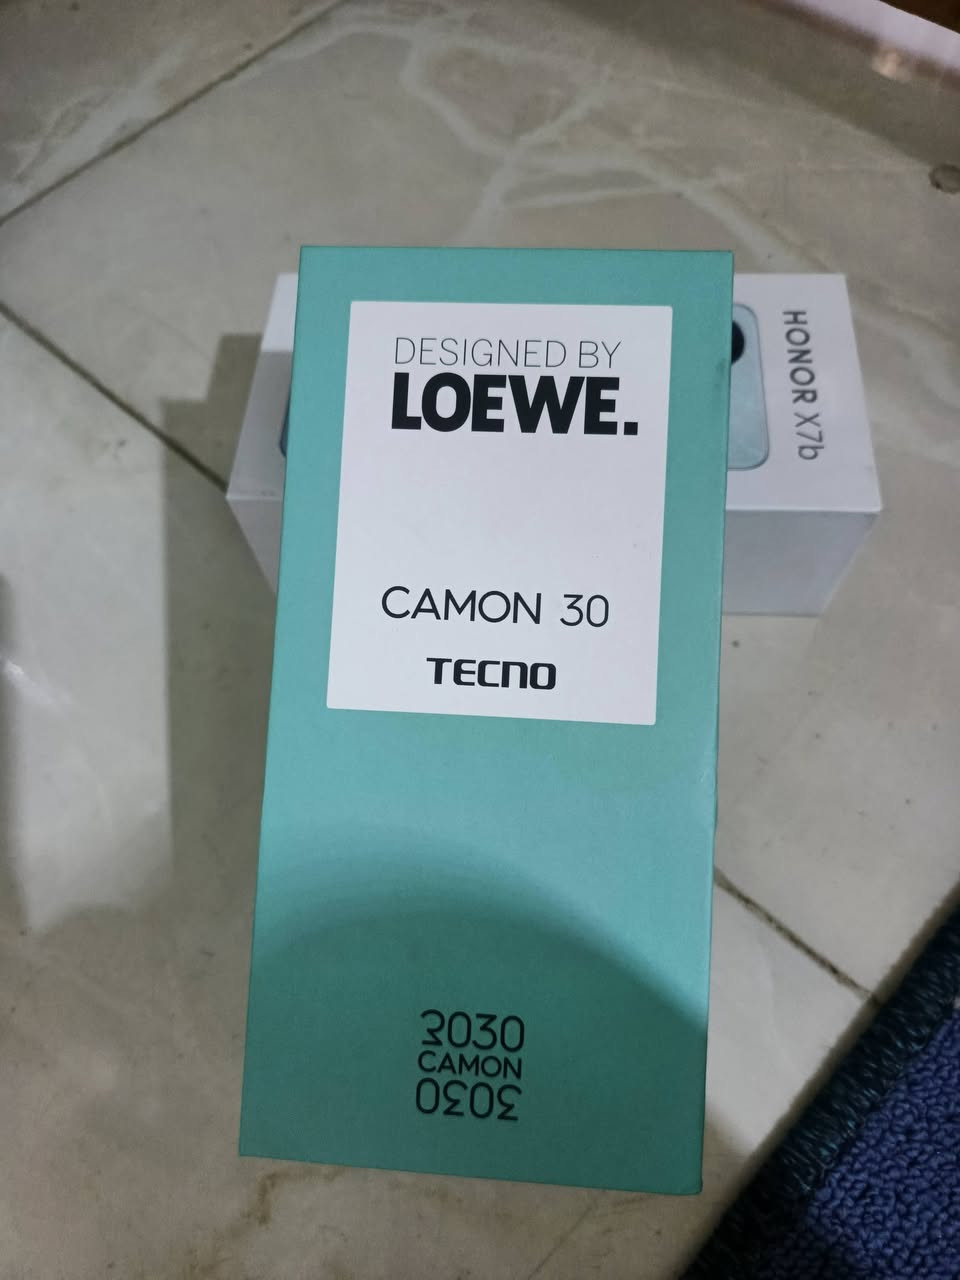 DESIGNED BY
LOEWE.
CAMON 30
TECNO
3030
CAMON
3030
HONOR X7b